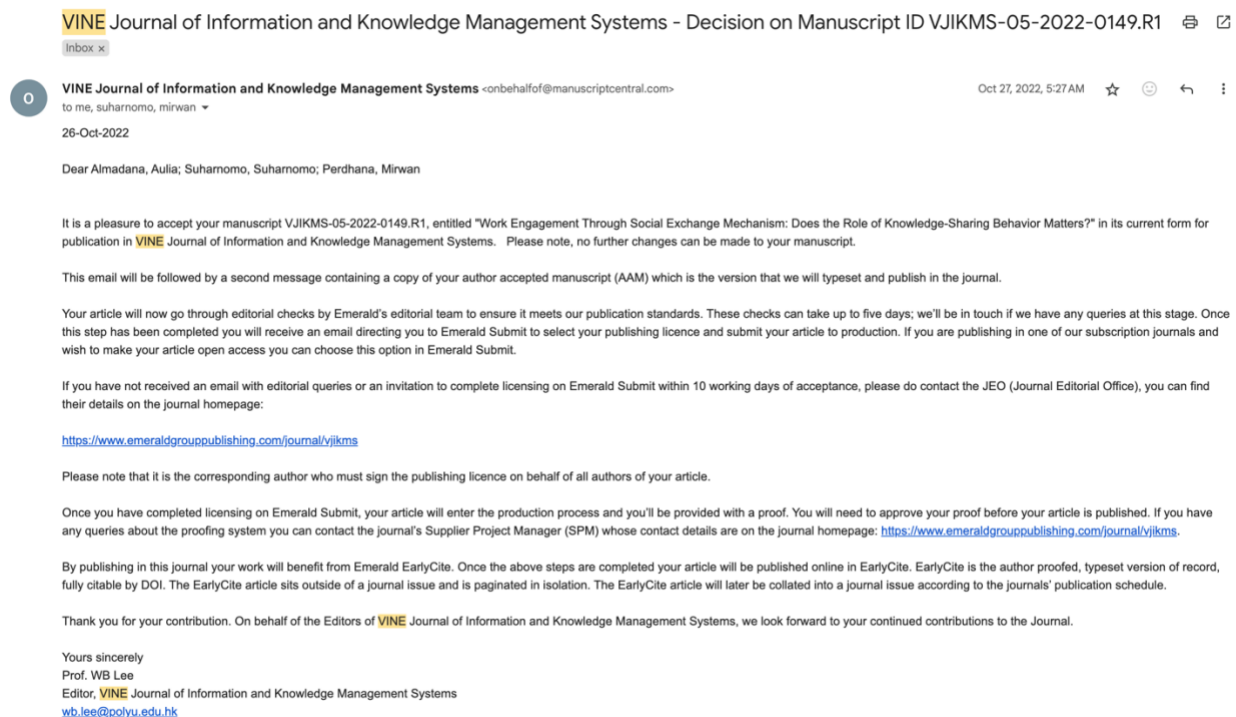 VINE Journal of Information and Knowledge Management Systems - Decision on Manuscript ID VJIKMS-05-2022-0149.R1
Inbox ×
O
VINE Journal of Information and Knowledge Management Systems <onbehalfof@manuscriptcentral.com>
Oct 27, 2022, 5:27 AM
to me, suharnomo, mirwan
26-Oct-2022
Dear Almadana, Aulia; Suharnomo, Suharnomo; Perdhana, Mirwan
It is a pleasure to accept your manuscript VJIKMS-05-2022-0149.R1, entitled "Work Engagement Through Social Exchange Mechanism: Does the Role of Knowledge-Sharing Behavior Matters?" in its current form for
publication in VINE Journal of Information and Knowledge Management Systems.   Please note, no further changes can be made to your manuscript.
This email will be followed by a second message containing a copy of your author accepted manuscript (AAM) which is the version that we will typeset and publish in the journal.
Your article will now go through editorial checks by Emerald's editorial team to ensure it meets our publication standards. These checks can take up to five days; we'll be in touch if we have any queries at this stage. Once
this step has been completed you will receive an email directing you to Emerald Submit to select your publishing licence and submit your article to production. If you are publishing in one of our subscription journals and
wish to make your article open access you can choose this option in Emerald Submit.
If you have not received an email with editorial queries or an invitation to complete licensing on Emerald Submit within 10 working days of acceptance, please do contact the JEO (Journal Editorial Office), you can find
their details on the journal homepage:
https://www.emeraldgrouppublishing.com/journal/vjikms
Please note that it is the corresponding author who must sign the publishing licence on behalf of all authors of your article.
Once you have completed licensing on Emerald Submit, your article will enter the production process and you'll be provided with a proof. You will need to approve your proof before your article is published. If you have
any queries about the proofing system you can contact the journal's Supplier Project Manager (SPM) whose contact details are on the journal homepage: https://www.emeraldgrouppublishing.com/journal/vjikms.
By publishing in this journal your work will benefit from Emerald EarlyCite. Once the above steps are completed your article will be published online in EarlyCite. EarlyCite is the author proofed, typeset version of record,
fully citable by DOI. The EarlyCite article sits outside of a journal issue and is paginated in isolation. The EarlyCite article will later be collated into a journal issue according to the journals' publication schedule.
Thank you for your contribution. On behalf of the Editors of VINE Journal of Information and Knowledge Management Systems, we look forward to your continued contributions to the Journal.
Yours sincerely
Prof. WB Lee
Editor, VINE Journal of Information and Knowledge Management Systems
wb.lee@polyu.edu.hk